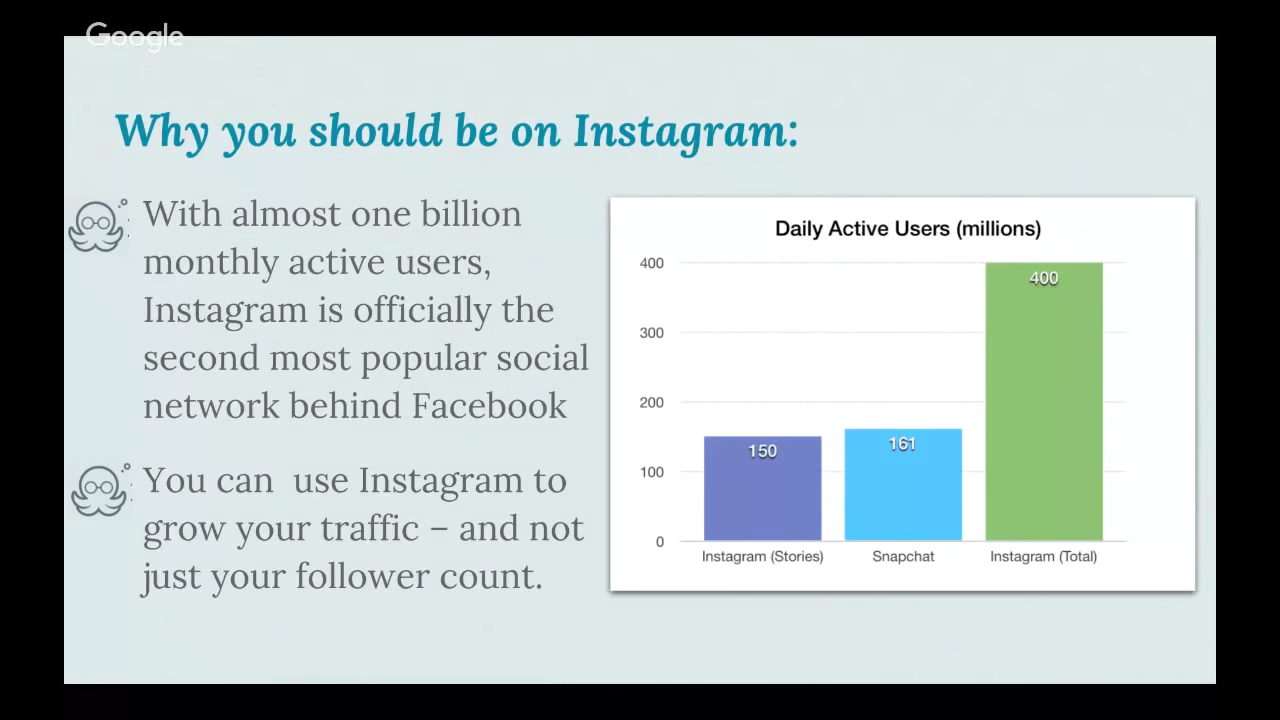 Google
Why you should be on Instagram:
With almost one billion
monthly active users,
Instagram is officially the
second most popular social
network behind Facebook
You can  use Instagram to
grow your traffic – and not
just your follower count.
Daily Active Users (millions)
400
300
200
100
0
150
161
400
Instagram (Stories)
Snapchat
Instagram (Total)